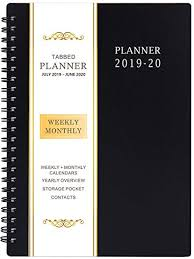 TABBED
PLANNER
JULY 2019 - JUNE 2020
WEEKLY
MONTHLY
WEEKLY + MONTHLY
CALENDARS
YEARLY OVERVIEW
STORAGE POCKET
CONTACTS
PLANNER
2019-20